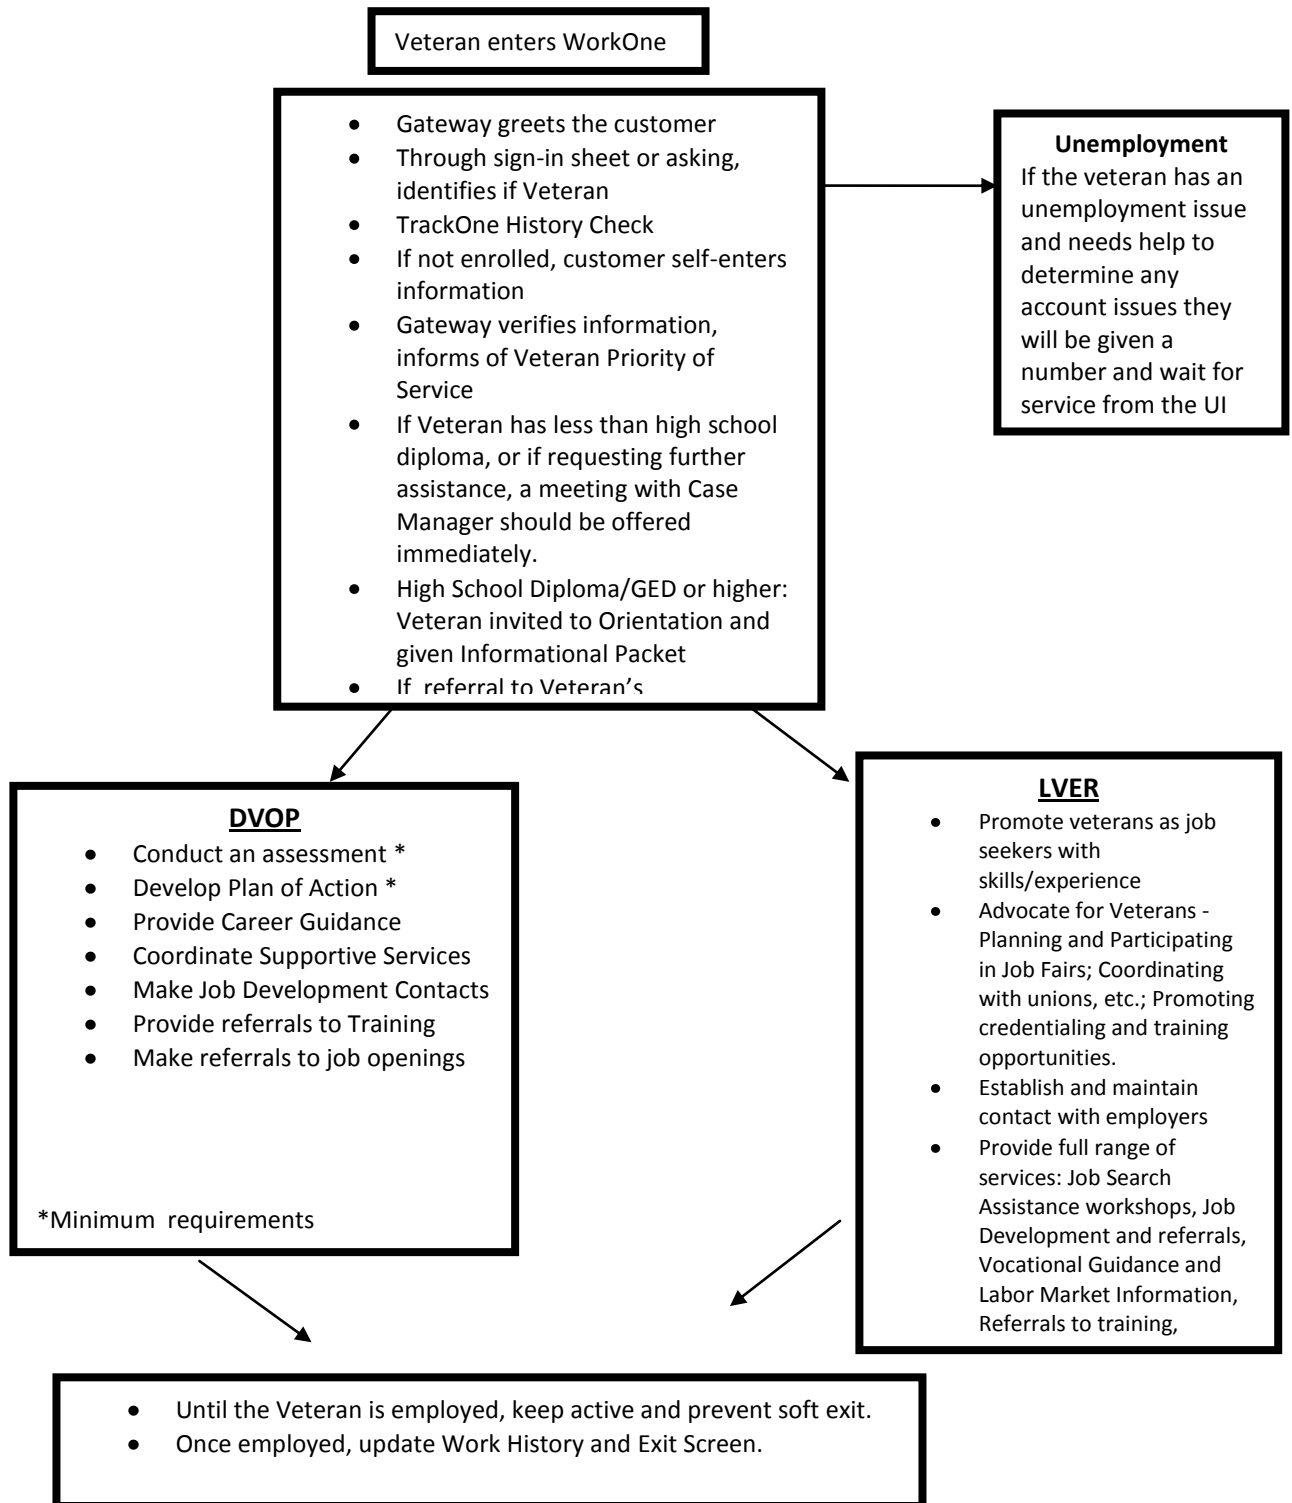 Veteran enters WorkOne
• Gateway greets the customer
• Through sign-in sheet or asking,
identifies if Veteran
• TrackOne History Check
• If not enrolled, customer self-enters
information
• Gateway verifies information,
informs of Veteran Priority of
Service
• If Veteran has less than high school
diploma, or if requesting further
assistance, a meeting with Case
Manager should be offered
immediately.
• High School Diploma/GED or higher:
Veteran invited to Orientation and
given Informational Packet
• If referral to Veteran's
Unemployment
If the veteran has an
unemployment issue
and needs help to
determine any
account issues they
will be given a
number and wait for
service from the UI
DVOP
• Conduct an assessment *
• Develop Plan of Action *
• Provide Career Guidance
• Coordinate Supportive Services
• Make Job Development Contacts
• Provide referrals to Training
• Make referrals to job openings
*Minimum requirements
LVER
• Promote veterans as job
seekers with
skills/experience
• Advocate for Veterans -
Planning and Participating
in Job Fairs; Coordinating
with unions, etc.; Promoting
credentialing and training
opportunities.
• Establish and maintain
contact with employers
• Provide full range of
services: Job Search
Assistance workshops, Job
Development and referrals,
Vocational Guidance and
Labor Market Information,
Referrals to training,
• Until the Veteran is employed, keep active and prevent soft exit.
• Once employed, update Work History and Exit Screen.